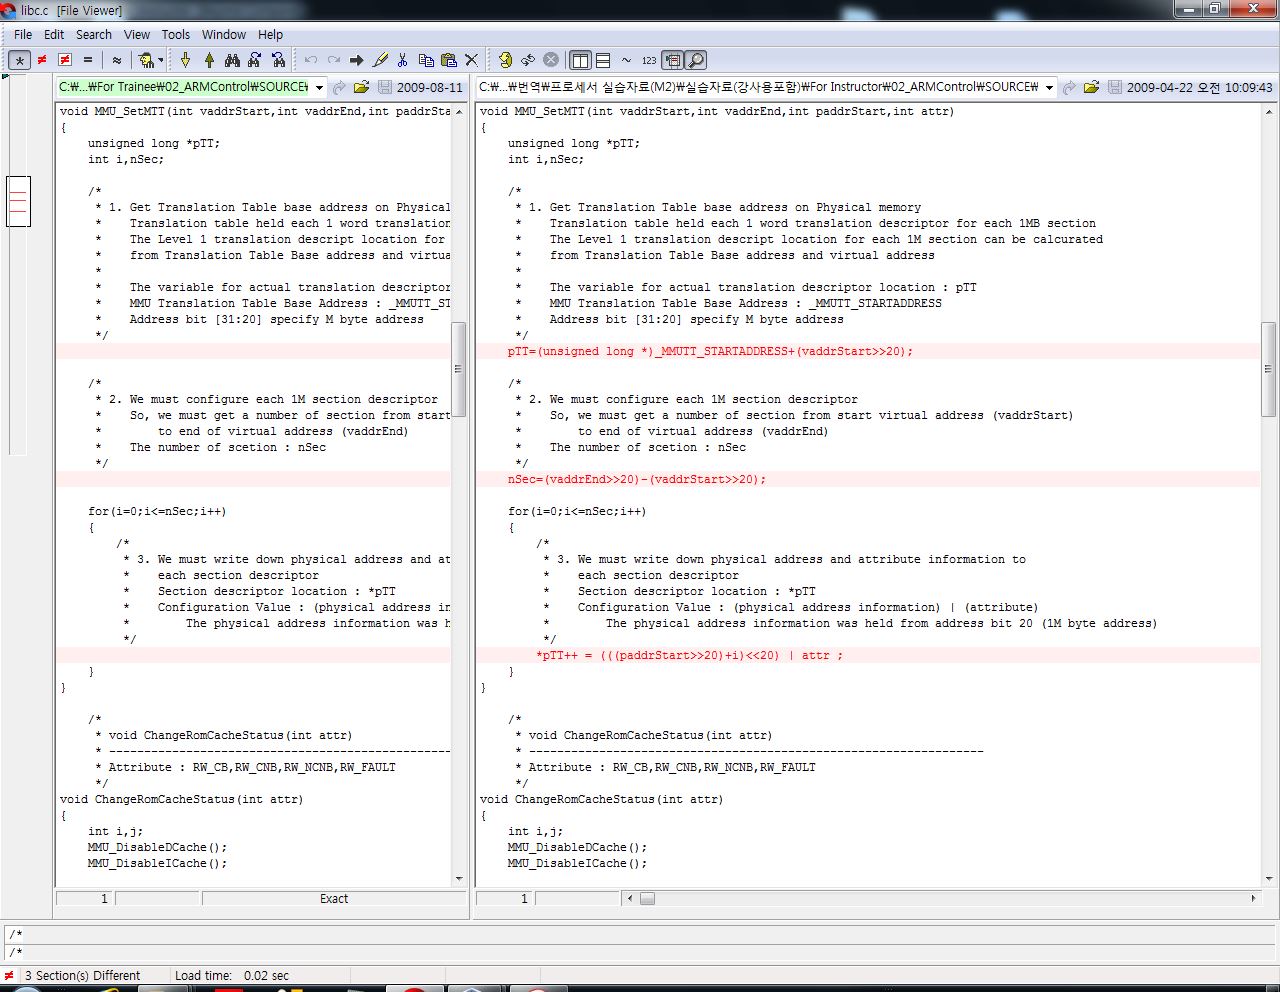 libc.c [File Viewer]
File Edit Search View Tools Window Help
123
C:₩...₩For Trainee₩02_ARMControl₩SOURCE₩ 2009-08-11
void MMU_SetMTT(int vaddrStart,int vaddrEnd,int paddrSta
{
unsigned long *pTT;
int i,nSec;
/*
* 1. Get Translation Table base address on Physical
* Translation table held each 1 word translation
* The Level 1 translation descript location for
* from Translation Table Base address and virtua
*
* The variable for actual translation descriptor
* MMU Translation Table Base Address : _MMUTT_ST
* Address bit [31:20] specify M byte address
*/
/*
* 2. We must configure each 1M section descriptor
* So, we must get a number of section from start
* to end of virtual address (vaddrEnd)
* The number of scetion : nSec
*/
for(i=0;i<=nSec;i++)
{
/*
* 3. We must write down physical address and at
* each section descriptor
* Section descriptor location : *pTT
* Configuration Value : (physical address in
* The physical address information was h
*/
}
}
/*
* void ChangeRomCacheStatus(int attr)
* -------------------------------------------------
* Attribute : RW_CB,RW_CNB,RW_NCNB,RW_FAULT
*/
void ChangeRomCacheStatus(int attr)
{
int i,j;
MMU_DisableDCache();
MMU_DisableICache();
1 Exact
C:₩...₩번역₩프로세서 실습자료(M2)₩실습자료(강사용포함)₩For Instructor₩02_ARMControl₩SOURCE₩ 2009-04-22 오전 10:09:43
void MMU_SetMTT(int vaddrStart,int vaddrEnd,int paddrStart,int attr)
{
unsigned long *pTT;
int i,nSec;
/*
* 1. Get Translation Table base address on Physical memory
* Translation table held each 1 word translation descriptor for each 1MB section
* The Level 1 translation descript location for each 1M section can be calcurated
* from Translation Table Base address and virtual address
*
* The variable for actual translation descriptor location : pTT
* MMU Translation Table Base Address : _MMUTT_STARTADDRESS
* Address bit [31:20] specify M byte address
*/
pTT=(unsigned long *)_MMUTT_STARTADDRESS+(vaddrStart>>20);
/*
* 2. We must configure each 1M section descriptor
* So, we must get a number of section from start virtual address (vaddrStart)
* to end of virtual address (vaddrEnd)
* The number of scetion : nSec
*/
nSec=(vaddrEnd>>20)-(vaddrStart>>20);
for(i=0;i<=nSec;i++)
{
/*
* 3. We must write down physical address and attribute information to
* each section descriptor
* Section descriptor location : *pTT
* Configuration Value : (physical address information) | (attribute)
* The physical address information was held from address bit 20 (1M byte address)
*/
*pTT++ = (((paddrStart>>20)+i)<<20) | attr ;
}
}
/*
* void ChangeRomCacheStatus(int attr)
* -----------------------------------------------------------------
* Attribute : RW_CB,RW_CNB,RW_NCNB,RW_FAULT
*/
void ChangeRomCacheStatus(int attr)
{
int i,j;
MMU_DisableDCache();
MMU_DisableICache();
1
/*
/*
3 Section(s) Different Load time: 0.02 sec